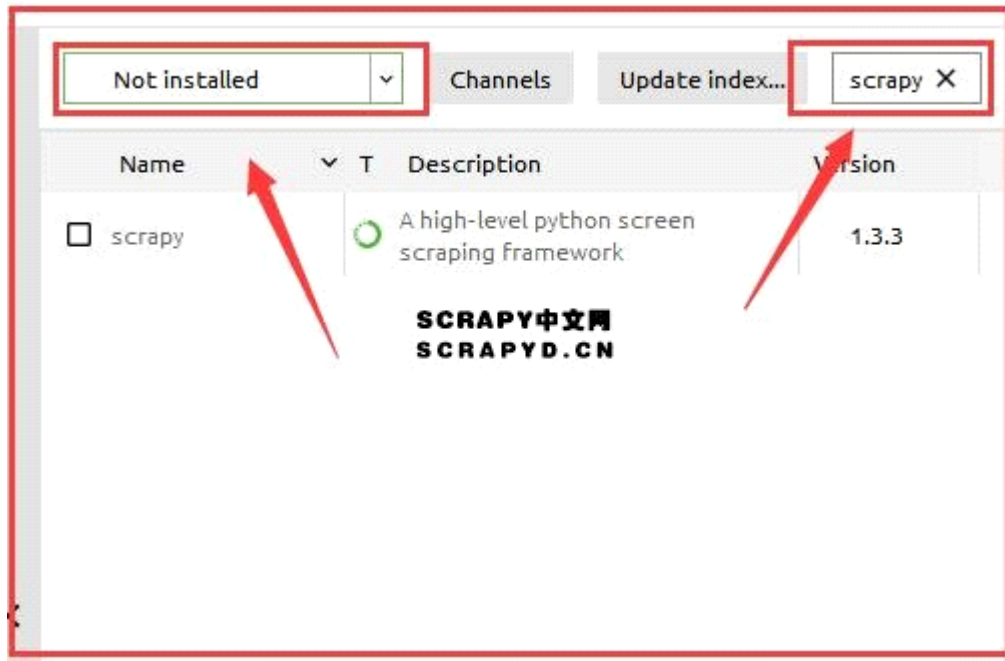 Not installed
Channels
Update index...
scrapy
Name
T
Description
Version
scrapy
A high-level python screen
scraping framework
1.3.3
SCRAPY中文网
SCRAPYD.CN